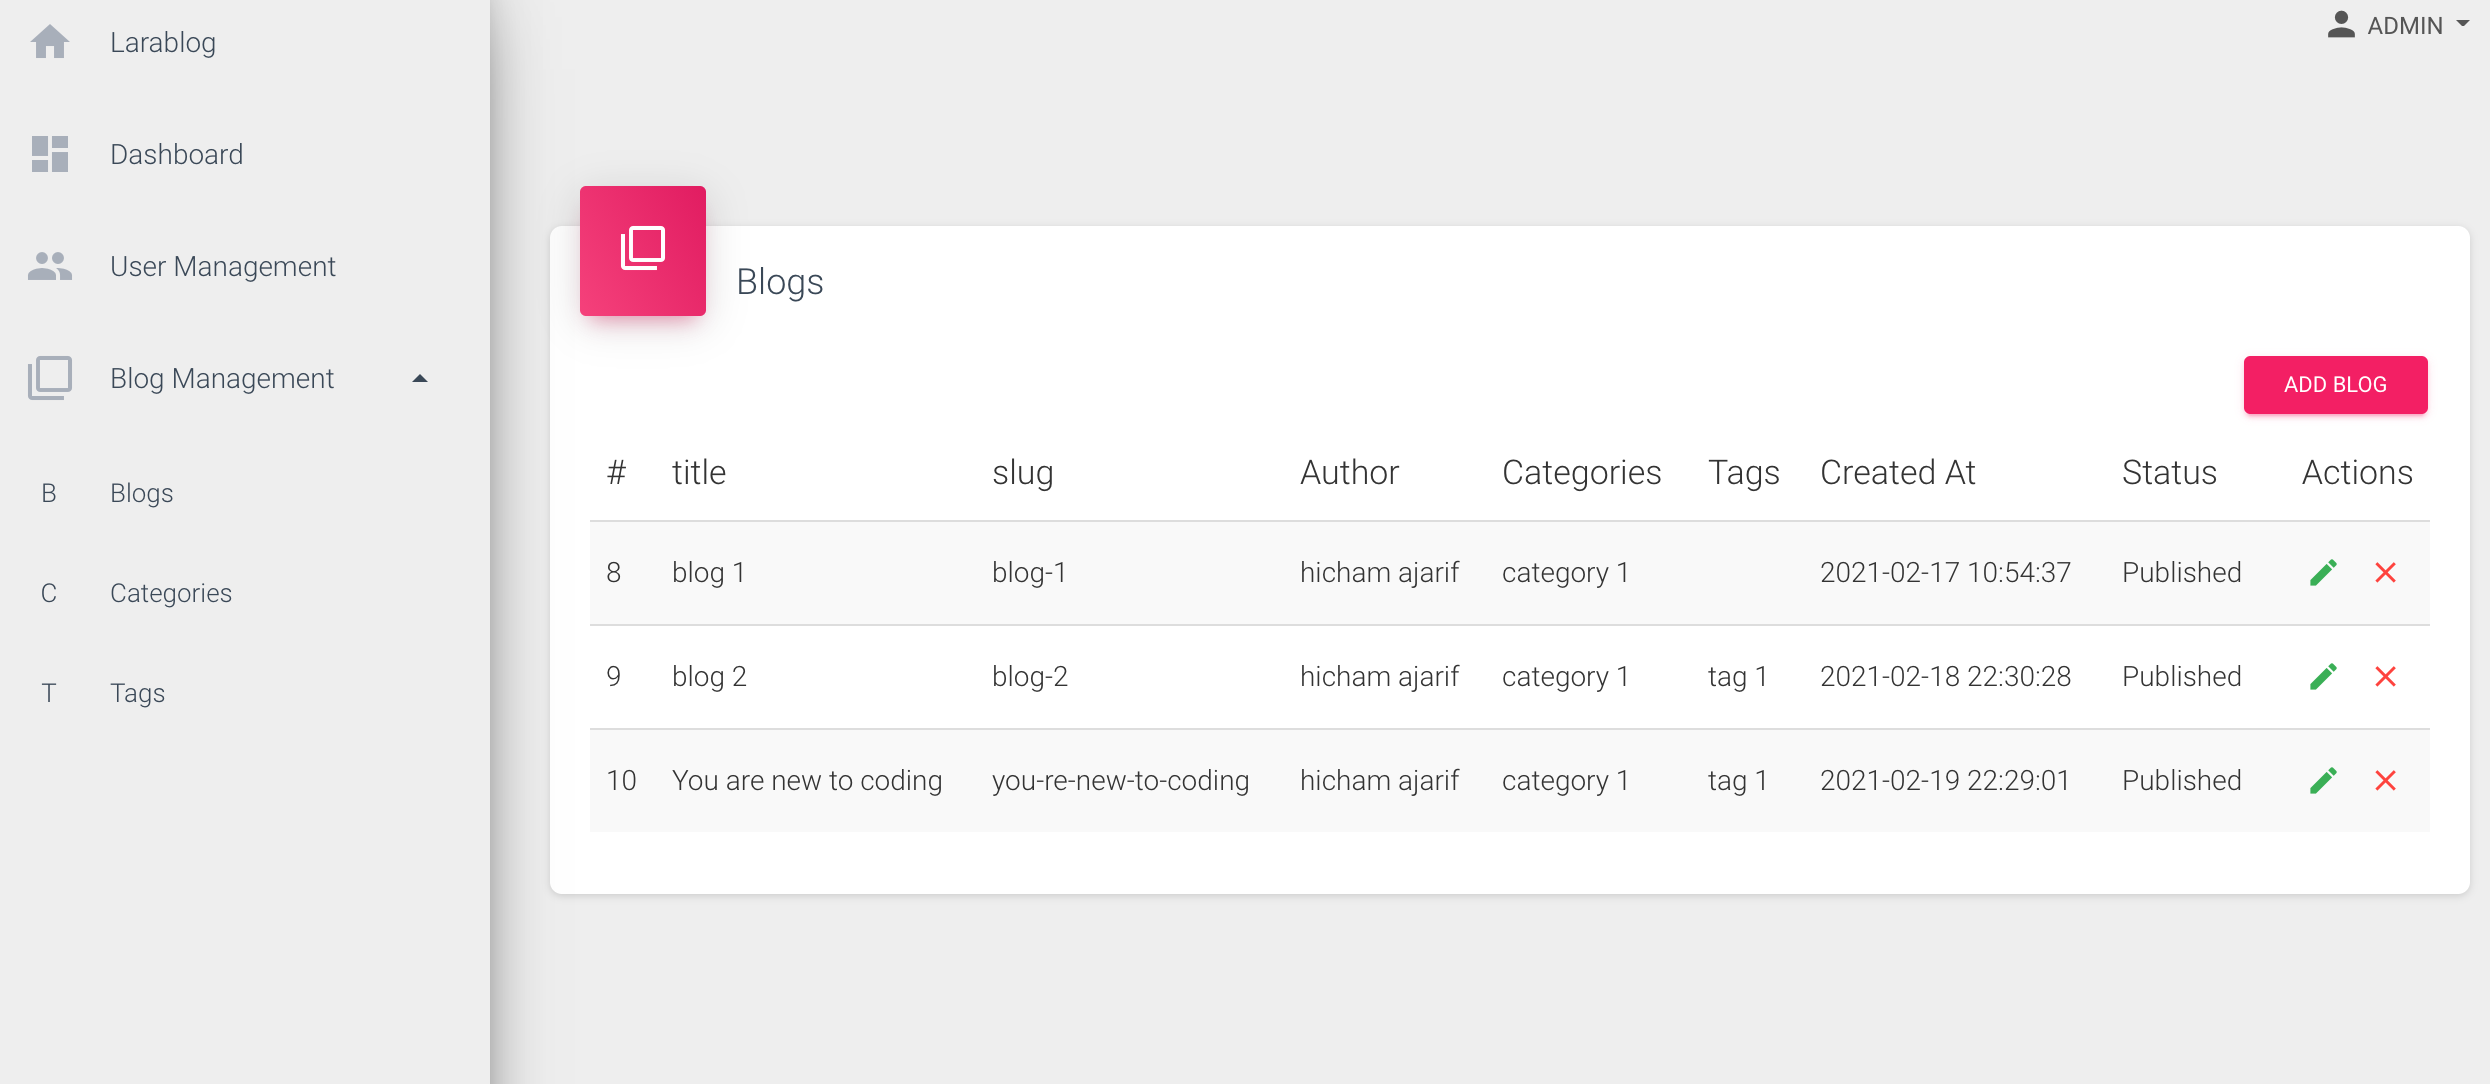 Larablog
Dashboard
User Management
Blog Management
B Blogs
C Categories
T Tags
ADMIN
Blogs
ADD BLOG
# title slug Author Categories Tags Created At Status Actions
8 blog 1 blog-1 hicham ajarif category 1 2021-02-17 10:54:37 Published
9 blog 2 blog-2 hicham ajarif category 1 tag 1 2021-02-18 22:30:28 Published
10 You are new to coding you-re-new-to-coding hicham ajarif category 1 tag 1 2021-02-19 22:29:01 Published